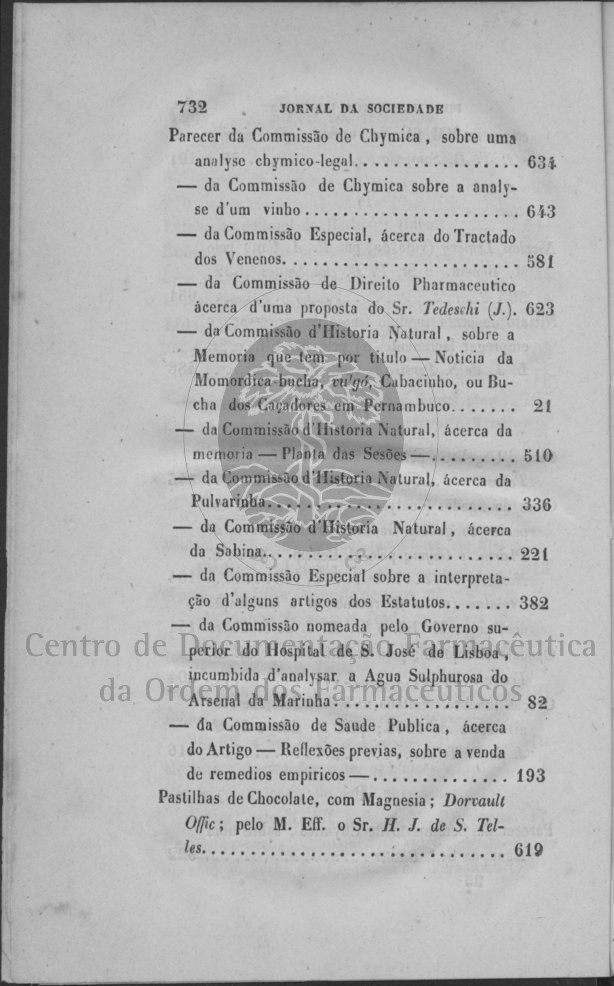 732 JORNAL DA SOCIEDADE
Parecer da Commissão de Chymica , sobre uma
analyse chymico-legal................. 634
— da Commissão de Chymica sobre a analy-
se d'um vinho...................... 643
— da Commissão Especial, ácerca do Tractado
dos Venenos........................ 581
— da Commissão de Direito Pharmaceutico
ácerca d'uma proposta do Sr. Tedeschi (J.). 623
— da Commissão d'Historia Natural , sobre a
Memoria que tem por titulo — Noticia da
Momordica-bucha, vulgó, Cabacinho, ou Bu-
cha dos Caçadores em Pernambuco....... 21
— da Commissão d'Historia Natural, ácerca da
memoria — Planta das Sesões —......... 510
— da Commissão d'Historia Natural, ácerca da
Pulvarinha......................... 336
— da Commissão d'Historia Natural , ácerca
da Sabina.......................... 221
— da Commissão Especial sobre a interpreta-
ção d'alguns artigos dos Estatutos....... 382
— da Commissão nomeada pelo Governo su-
perior do Hospital de S. José de Lisboa ,
incumbida d'analysar a Agua Sulphurosa do
Arsenal da Marinha.................. 82
— da Commissão de Saude Publica , ácerca
do Artigo — Reflexões previas, sobre a venda
de remedios empiricos —.............. 193
Pastilhas de Chocolate, com Magnesia ; Dorvault
Offic ; pelo M. Eff. o Sr. H. J. de S. Tel-
les................................ 619
Centro de Documentação Farmacêutica
da Ordem dos Farmacêuticos